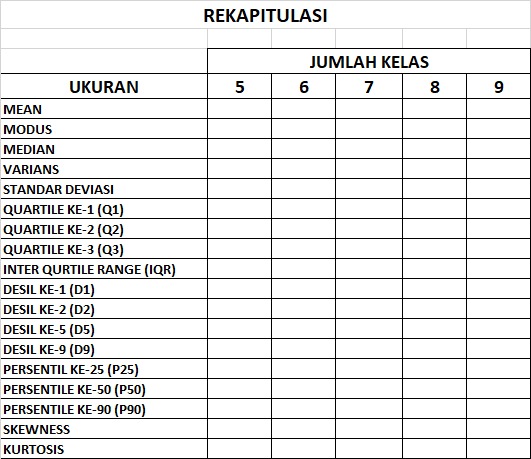 REKAPITULASI
JUMLAH KELAS
UKURAN 5 6 7 8 9
MEAN
MODUS
MEDIAN
VARIANS
STANDAR DEVIASI
QUARTILE KE-1 (Q1)
QUARTILE KE-2 (Q2)
QUARTILE KE-3 (Q3)
INTER QURTILE RANGE (IQR)
DESIL KE-1 (D1)
DESIL KE-2 (D2)
DESIL KE-5 (D5)
DESIL KE-9 (D9)
PERSENTIL KE-25 (P25)
PERSENTILE KE-50 (P50)
PERSENTILE KE-90 (P90)
SKEWNESS
KURTOSIS